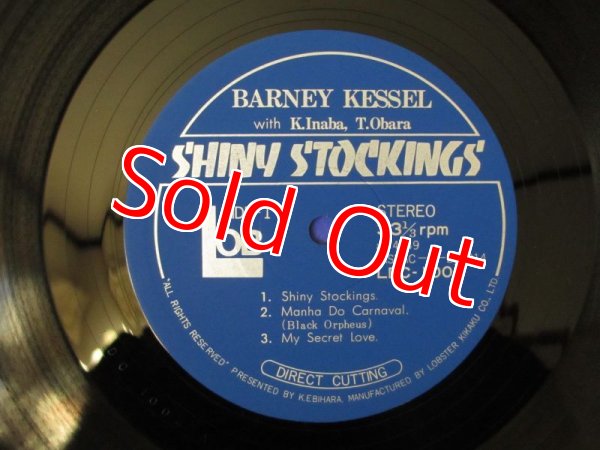 BARNEY KESSEL
with K.Inaba, T.Obara
SHINY STOCKINGS
Sold Out
STEREO
rpm
1. Shiny Stockings.
2. Manha Do Carnaval.
(Black Orpheus)
3. My Secret Love.
DIRECT CUTTING
"ALL RIGHTS RESERVED" PRESENTED BY K.EBIHARA, MANUFACTURED BY LOBSTER KIKAKU CO., LTD.